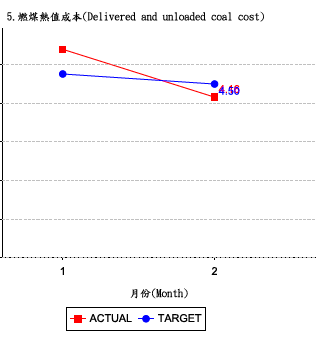 5.燃煤熱值成本(Delivered and unloaded coal cost)
1 2
月份(Month)
ACTUAL TARGET